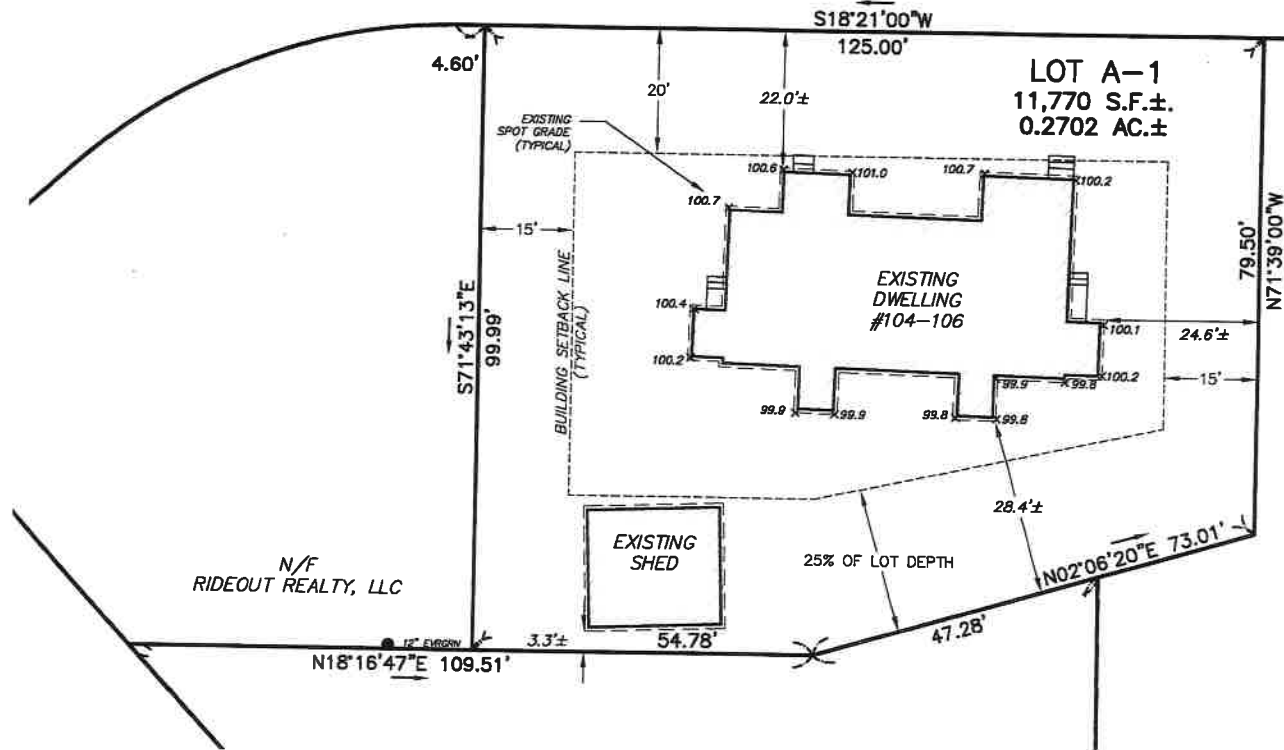 S18°21'00"W
125.00'
4.60'
LOT A-1
11,770 S.F.±.
0.2702 AC.±
20'
22.0'±
EXISTING
SPOT GRADE
(TYPICAL)
100.6
101.0
100.7
100.2
100.7
15'
BUILDING SETBACK LINE
(TYPICAL)
S71°43'13"E
99.99'
EXISTING
DWELLING
#104-106
79.50'
N71°39'00"W
100.4
100.1
24.6'±
100.2
99.9
99.8
100.2
15'
99.9
99.9
99.8
99.8
28.4'±
EXISTING
SHED
25% OF LOT DEPTH
N02°06'20"E 73.01'
N/F
RIDEOUT REALTY, LLC
47.28'
12" EVRGRN
3.3'±
54.78'
N18°16'47"E 109.51'